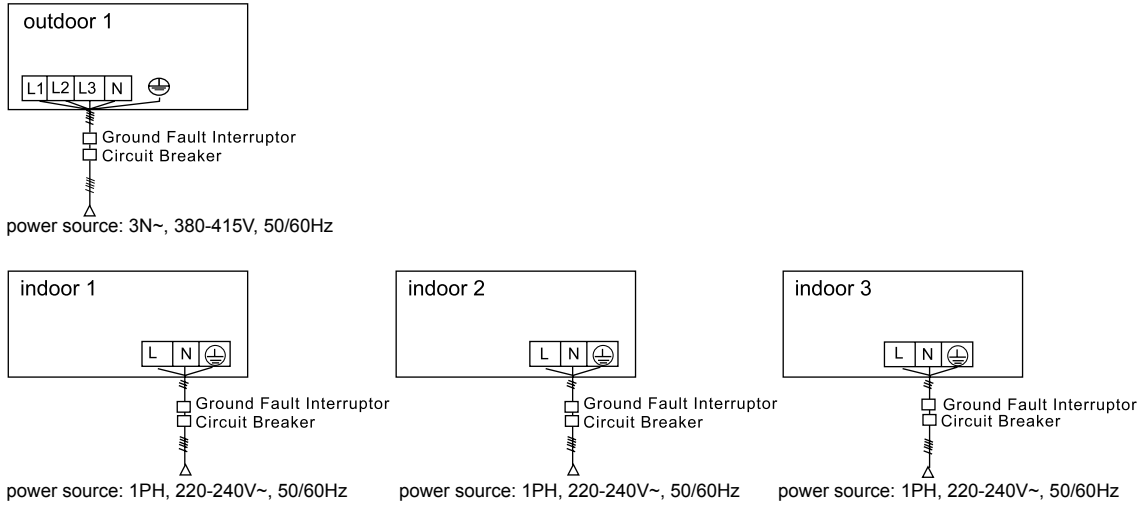 outdoor 1
L1 L2 L3 N
Ground Fault Interruptor
Circuit Breaker
power source: 3N~, 380-415V, 50/60Hz
indoor 1
L N
Ground Fault Interruptor
Circuit Breaker
power source: 1PH, 220-240V~, 50/60Hz
indoor 2
L N
Ground Fault Interruptor
Circuit Breaker
power source: 1PH, 220-240V~, 50/60Hz
indoor 3
L N
Ground Fault Interruptor
Circuit Breaker
power source: 1PH, 220-240V~, 50/60Hz